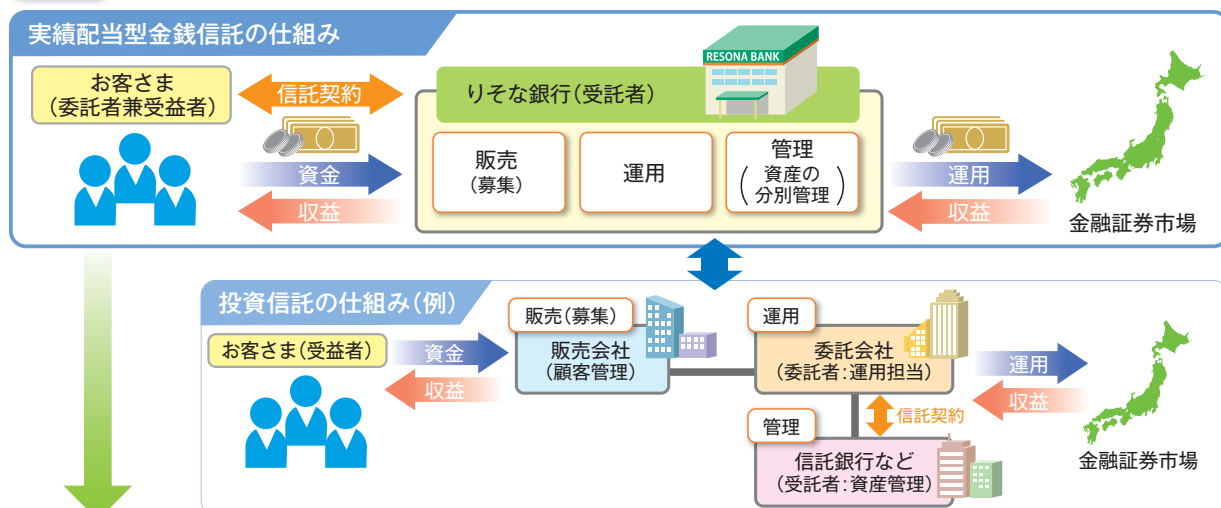 実績配当型金銭信託の仕組み
お客さま
(委託者兼受益者)
信託契約
資金
収益
りそな銀行(受託者)
RESONA BANK
販売
(募集)
運用
管理
(資産の
分別管理)
運用
収益
金融証券市場
投資信託の仕組み(例)
お客さま(受益者)
資金
収益
販売(募集)
販売会社
(顧客管理)
運用
委託会社
(委託者:運用担当)
信託契約
管理
信託銀行など
(受託者:資産管理)
運用
収益
金融証券市場